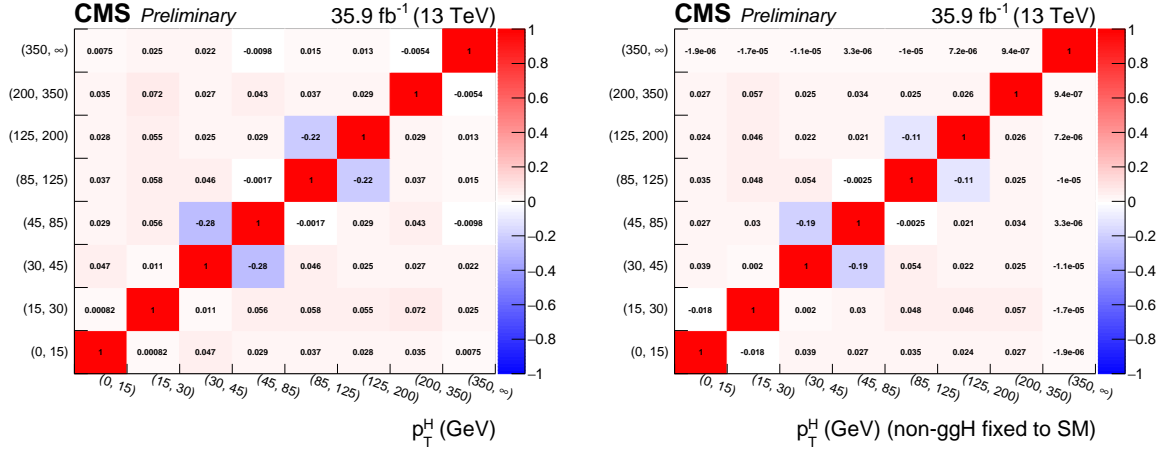 CMS Preliminary 35.9 fb⁻¹ (13 TeV)
(350, ∞) 0.0075 0.025 0.022 -0.0098 0.015 0.013 -0.0054 1
(200, 350) 0.035 0.072 0.027 0.043 0.037 0.029 1 -0.0054
(125, 200) 0.028 0.055 0.025 0.029 -0.22 1 0.029 0.013
(85, 125) 0.037 0.058 0.046 -0.0017 1 -0.22 0.037 0.015
(45, 85) 0.029 0.056 -0.28 1 -0.0017 0.029 0.043 -0.0098
(30, 45) 0.047 0.011 1 -0.28 0.046 0.025 0.027 0.022
(15, 30) 0.00082 1 0.011 0.056 0.058 0.055 0.072 0.025
(0, 15) 1 0.00082 0.047 0.029 0.037 0.028 0.035 0.0075
(0, 15) (15, 30) (30, 45) (45, 85) (85, 125) (125, 200) (200, 350) (350, ∞)
p_T^H (GeV)
1
0.8
0.6
0.4
0.2
0
−0.2
−0.4
−0.6
−0.8
−1
CMS Preliminary 35.9 fb⁻¹ (13 TeV)
(350, ∞) -1.9e-06 -1.7e-05 -1.1e-05 3.3e-06 -1e-05 7.2e-06 9.4e-07 1
(200, 350) 0.027 0.057 0.025 0.034 0.025 0.026 1 9.4e-07
(125, 200) 0.024 0.046 0.022 0.021 -0.11 1 0.026 7.2e-06
(85, 125) 0.035 0.048 0.054 -0.0025 1 -0.11 0.025 -1e-05
(45, 85) 0.027 0.03 -0.19 1 -0.0025 0.021 0.034 3.3e-06
(30, 45) 0.039 0.002 1 -0.19 0.054 0.022 0.025 -1.1e-05
(15, 30) -0.018 1 0.002 0.03 0.048 0.046 0.057 -1.7e-05
(0, 15) 1 -0.018 0.039 0.027 0.035 0.024 0.027 -1.9e-06
(0, 15) (15, 30) (30, 45) (45, 85) (85, 125) (125, 200) (200, 350) (350, ∞)
p_T^H (GeV) (non-ggH fixed to SM)
1
0.8
0.6
0.4
0.2
0
−0.2
−0.4
−0.6
−0.8
−1